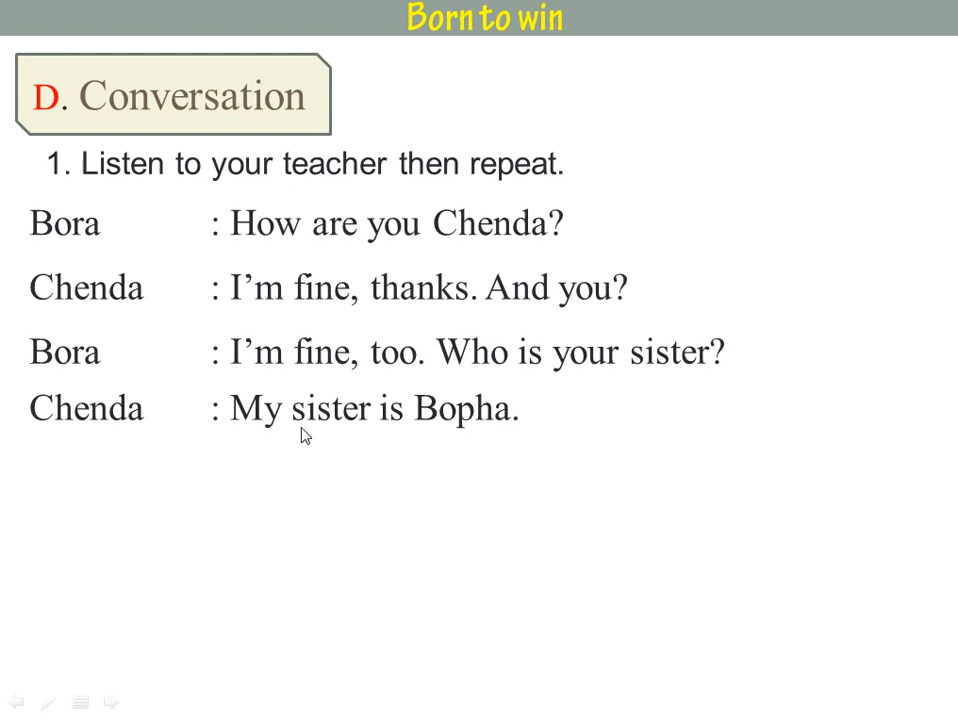 Born to win
D. Conversation
1. Listen to your teacher then repeat.
Bora : How are you Chenda?
Chenda : I’m fine, thanks. And you?
Bora : I’m fine, too. Who is your sister?
Chenda : My sister is Bopha.